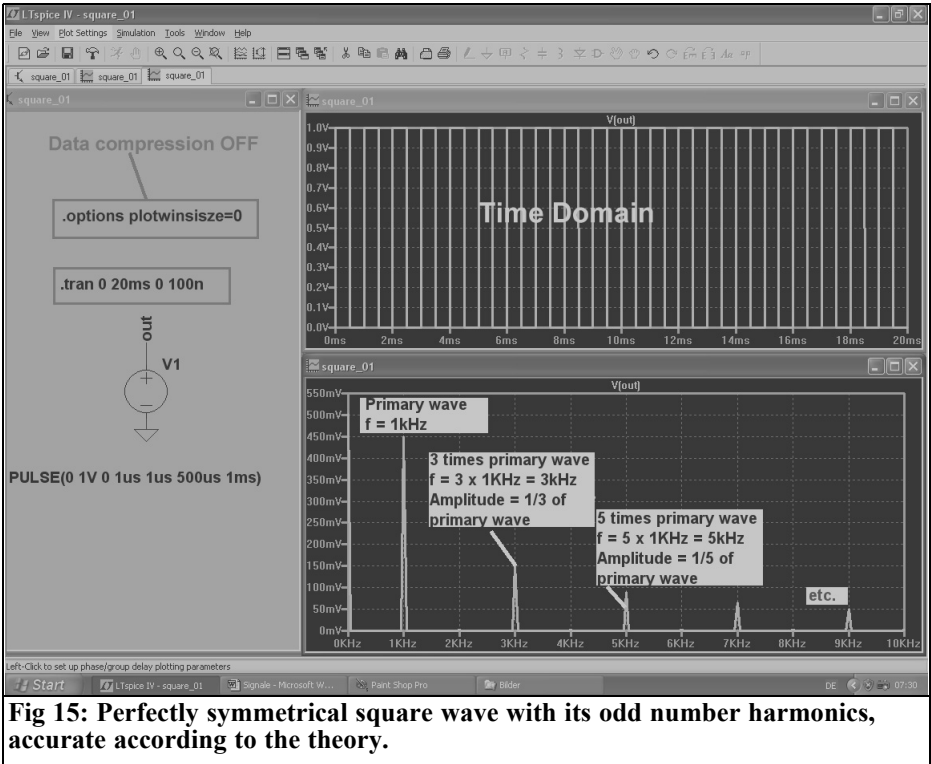 LTspice IV - square_01
File View Plot Settings Simulation Tools Window Help
square_01 square_01 square_01
square_01
Data compression OFF
.options plotwinsisze=0
.tran 0 20ms 0 100n
out
V1
PULSE(0 1V 0 1us 1us 500us 1ms)
square_01
V(out)
1.0V
0.9V
0.8V
0.7V
0.6V
0.5V
0.4V
0.3V
0.2V
0.1V
0.0V
Time Domain
0ms 2ms 4ms 6ms 8ms 10ms 12ms 14ms 16ms 18ms 20ms
square_01
V(out)
550mV
500mV
450mV
400mV
350mV
300mV
250mV
200mV
150mV
100mV
50mV
0mV
Primary wave
f = 1kHz
3 times primary wave
f = 3 x 1KHz = 3kHz
Amplitude = 1/3 of
primary wave
5 times primary wave
f = 5 x 1KHz = 5kHz
Amplitude = 1/5 of
primary wave
etc.
0KHz 1KHz 2KHz 3KHz 4KHz 5KHz 6KHz 7KHz 8KHz 9KHz 10KHz
Left-Click to set up phase/group delay plotting parameters
Start LTspice IV - square_01 Signale - Microsoft W... Paint Shop Pro Bilder DE 07:30
Fig 15: Perfectly symmetrical square wave with its odd number harmonics,
accurate according to the theory.